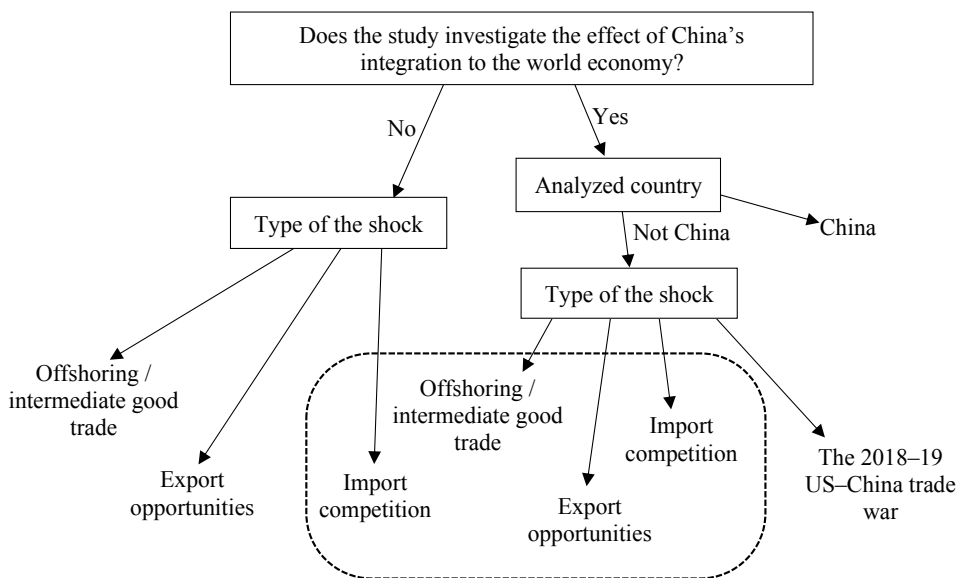 Does the study investigate the effect of China’s
integration to the world economy?
No
Yes
Analyzed country
Type of the shock
Not China
China
Type of the shock
Offshoring /
intermediate good
trade
Export
opportunities
Import
competition
Offshoring /
intermediate good
trade
Export
opportunities
Import
competition
The 2018–19
US–China trade
war